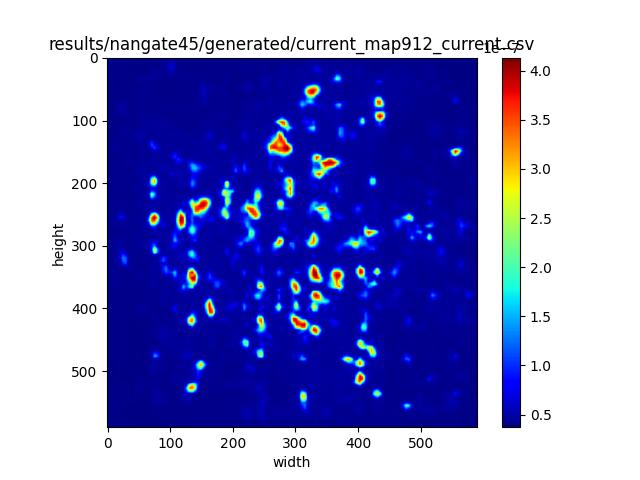 results/nangate45/generated/current_map912_current.csv
1e−7
0
100
200
300
400
500
height
0 100 200 300 400 500
width
4.0
3.5
3.0
2.5
2.0
1.5
1.0
0.5